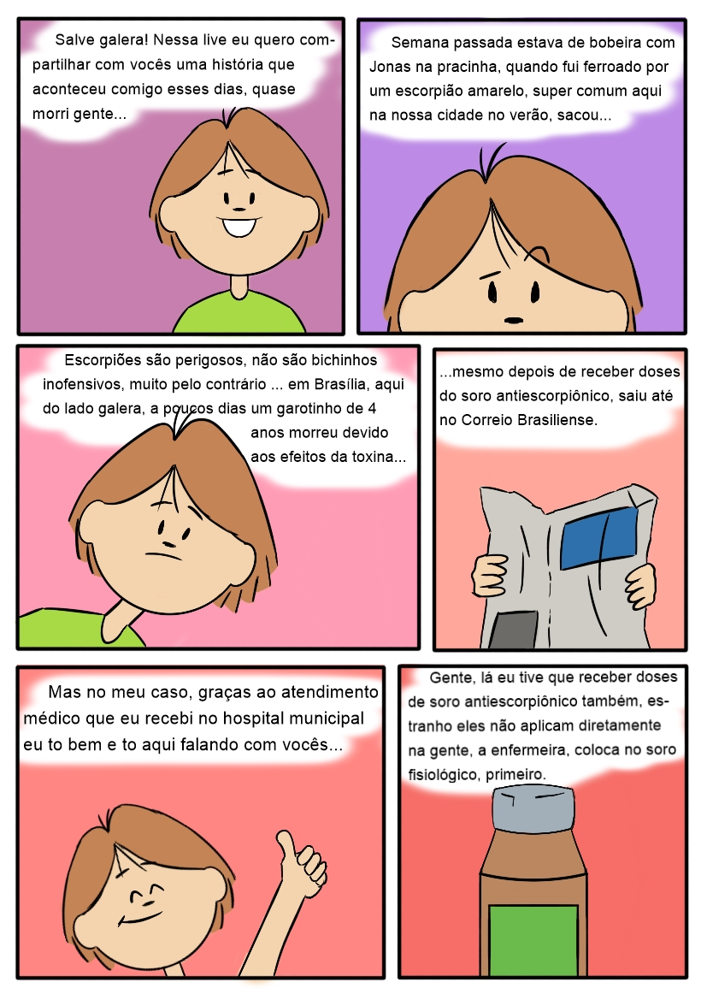 Salve galera! Nessa live eu quero com-
partilhar com vocês uma história que
aconteceu comigo esses dias, quase
morri gente...
Semana passada estava de bobeira com
Jonas na pracinha, quando fui ferroado por
um escorpião amarelo, super comum aqui
na nossa cidade no verão, sacou...
Escorpiões são perigosos, não são bichinhos
inofensivos, muito pelo contrário ... em Brasília, aqui
do lado galera, a poucos dias um garotinho de 4
anos morreu devido
aos efeitos da toxina...
...mesmo depois de receber doses
do soro antiescorpiônico, saiu até
no Correio Brasiliense.
Mas no meu caso, graças ao atendimento
médico que eu recebi no hospital municipal
eu to bem e to aqui falando com vocês...
Gente, lá eu tive que receber doses
de soro antiescorpiônico também, es-
tranho eles não aplicam diretamente
na gente, a enfermeira, coloca no soro
fisiológico, primeiro.